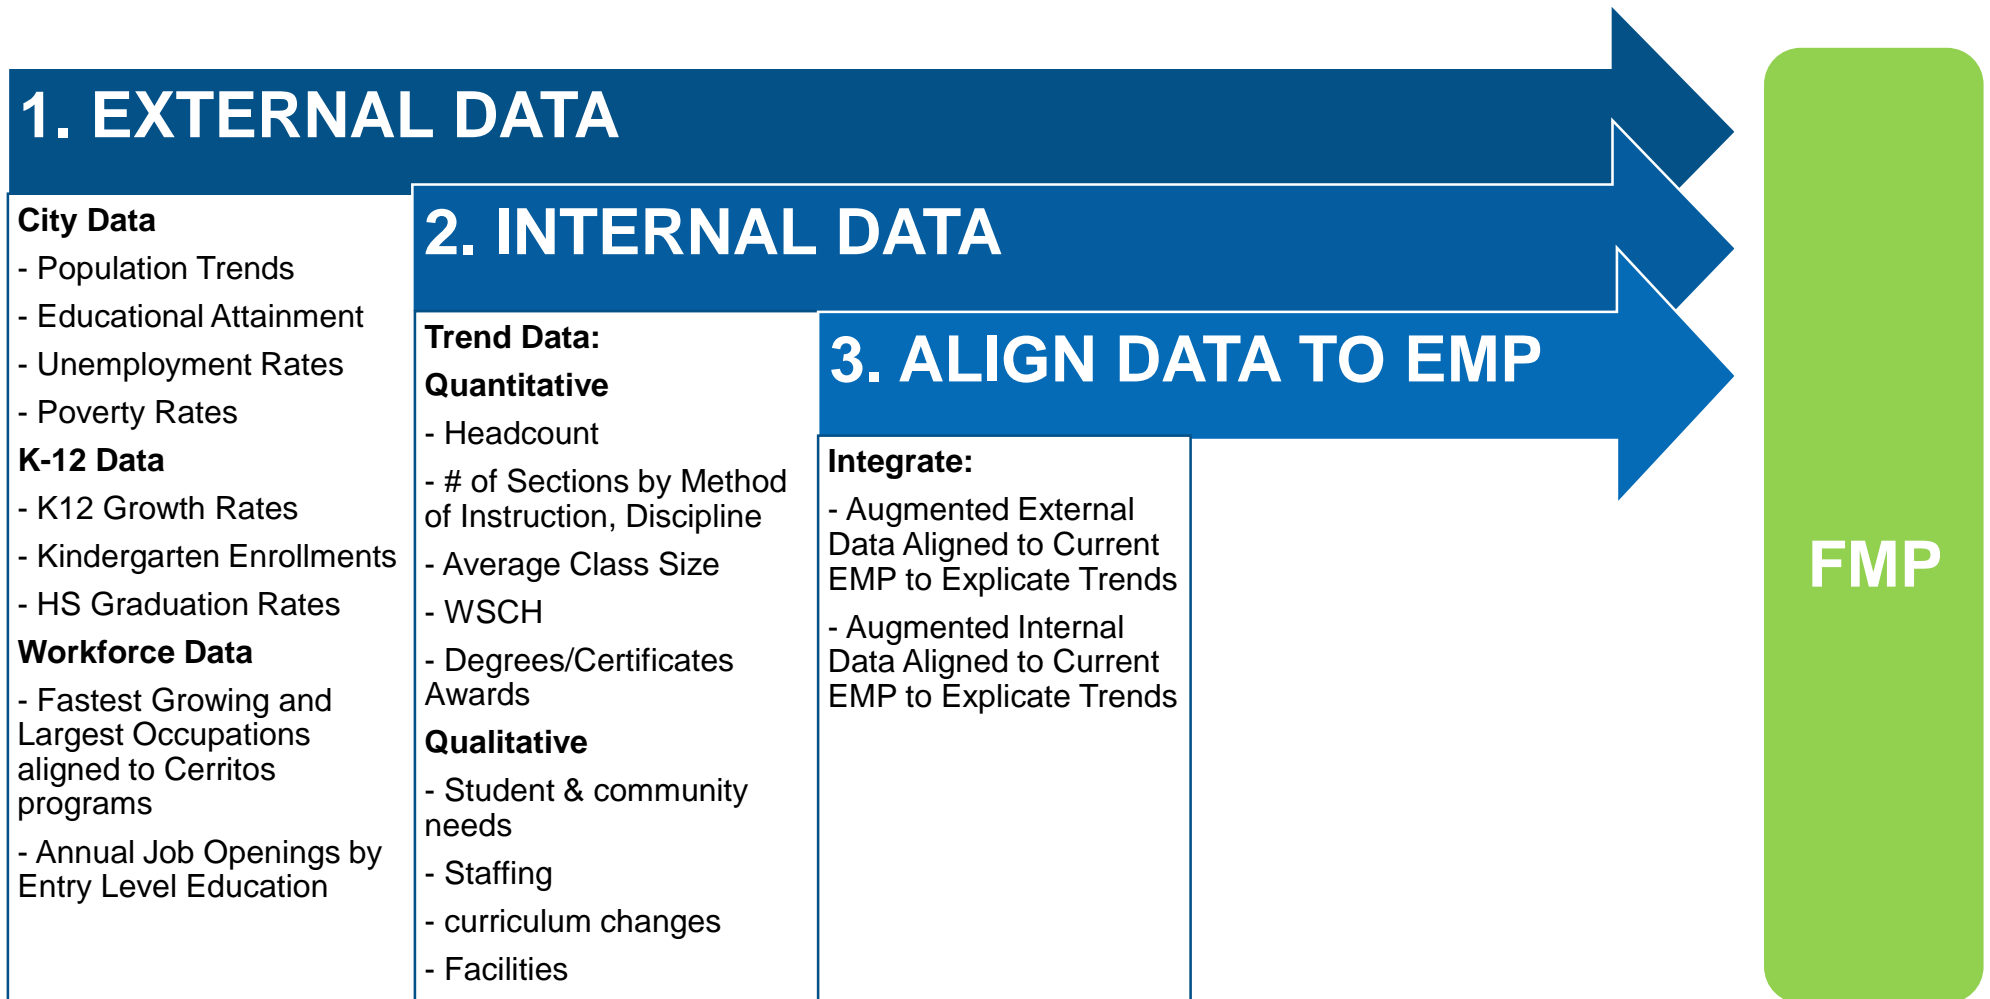 1. EXTERNAL DATA
City Data
- Population Trends
- Educational Attainment
- Unemployment Rates
- Poverty Rates
K-12 Data
- K12 Growth Rates
- Kindergarten Enrollments
- HS Graduation Rates
Workforce Data
- Fastest Growing and
Largest Occupations
aligned to Cerritos
programs
- Annual Job Openings by
Entry Level Education
2. INTERNAL DATA
Trend Data:
Quantitative
- Headcount
- # of Sections by Method
of Instruction, Discipline
- Average Class Size
- WSCH
- Degrees/Certificates
Awards
Qualitative
- Student & community
needs
- Staffing
- curriculum changes
- Facilities
3. ALIGN DATA TO EMP
Integrate:
- Augmented External
Data Aligned to Current
EMP to Explicate Trends
- Augmented Internal
Data Aligned to Current
EMP to Explicate Trends
FMP